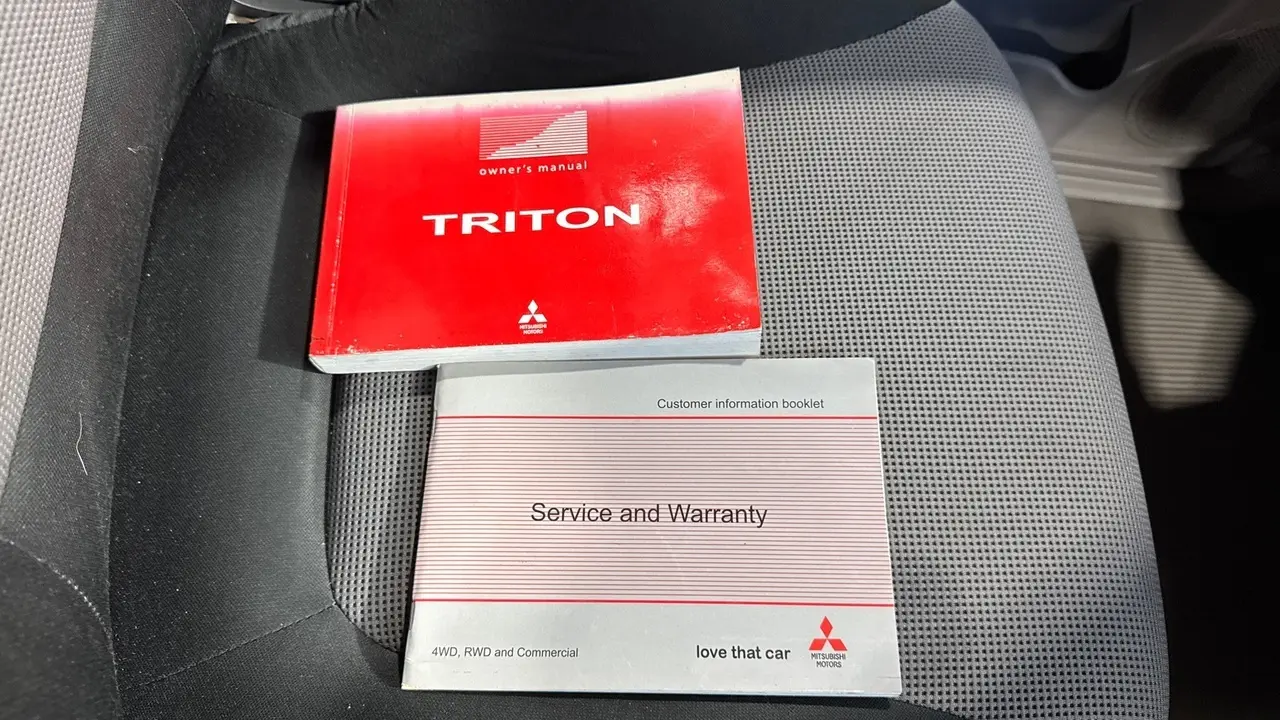 owner's manual
TRITON
MITSUBISHI
MOTORS
Customer information booklet
Service and Warranty
4WD, RWD and Commercial
love that car
MITSUBISHI
MOTORS